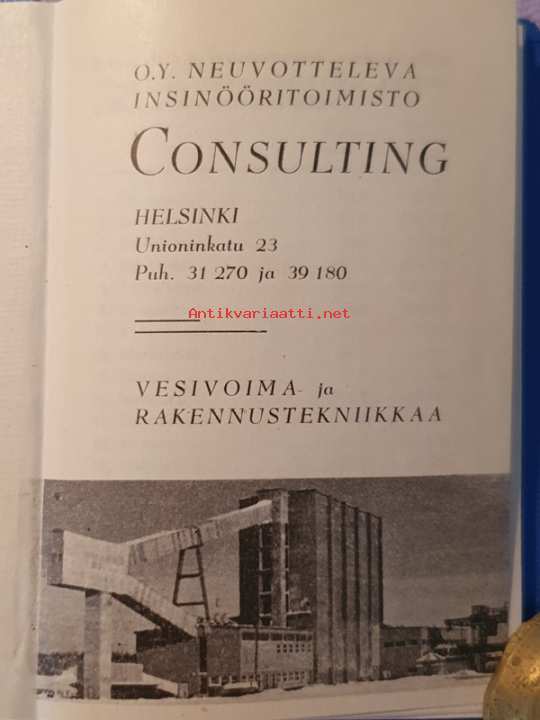 O.Y. NEUVOTTELEVA
INSINÖÖRITOIMISTO
CONSULTING
HELSINKI
Unioninkatu 23
Puh. 31 270 ja 39 180
Antikvariaatti.net
VESIVOIMA- ja
RAKENNUSTEKNIIKKAA